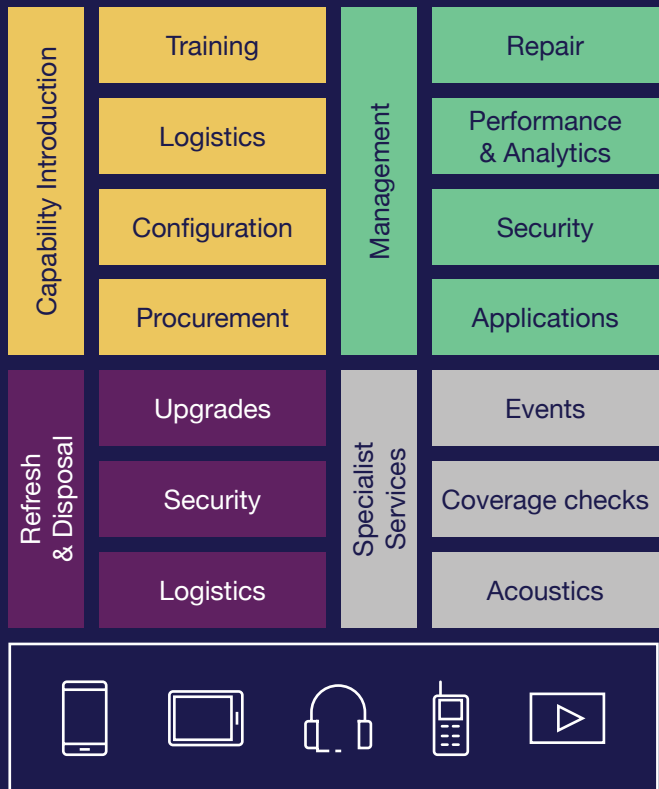 Capability Introduction
Training
Logistics
Configuration
Procurement
Management
Repair
Performance
& Analytics
Security
Applications
Refresh
& Disposal
Upgrades
Security
Logistics
Specialist
Services
Events
Coverage checks
Acoustics